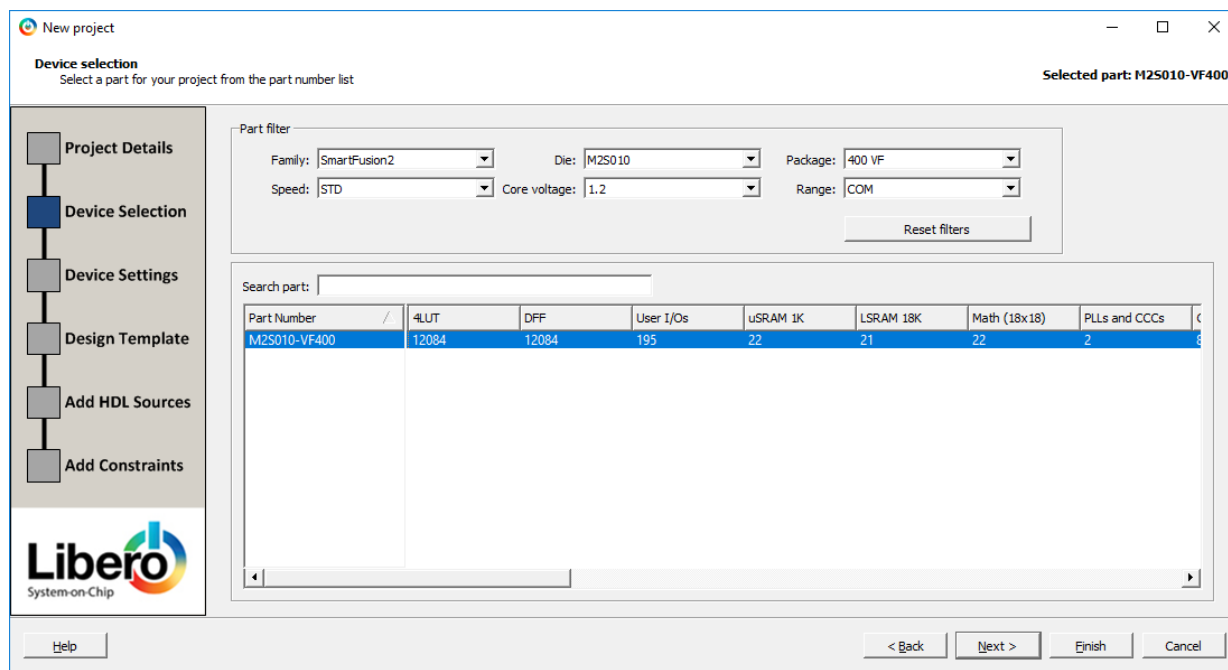 New project
Device selection
Select a part for your project from the part number list
Selected part: M2S010-VF400
Project Details
Device Selection
Device Settings
Design Template
Add HDL Sources
Add Constraints
Libero
System-on-Chip
Part filter
Family: SmartFusion2 Die: M2S010 Package: 400 VF
Speed: STD Core voltage: 1.2 Range: COM
Reset filters
Search part:
Part Number 4LUT DFF User I/Os uSRAM 1K LSRAM 18K Math (18x18) PLLs and CCCs
M2S010-VF400 12084 12084 195 22 21 22 2
Help < Back Next > Finish Cancel